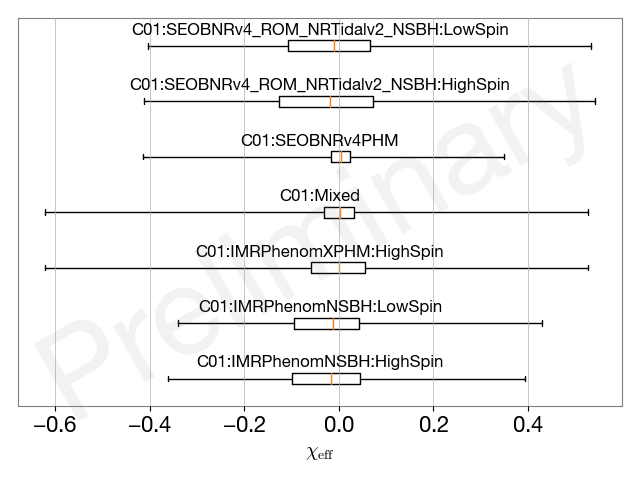 C01:SEOBNRv4_ROM_NRTidalv2_NSBH:LowSpin
C01:SEOBNRv4_ROM_NRTidalv2_NSBH:HighSpin
C01:SEOBNRv4PHM
C01:Mixed
C01:IMRPhenomXPHM:HighSpin
C01:IMRPhenomNSBH:LowSpin
C01:IMRPhenomNSBH:HighSpin
Preliminary
−0.6 −0.4 −0.2 0.0 0.2 0.4
χeff